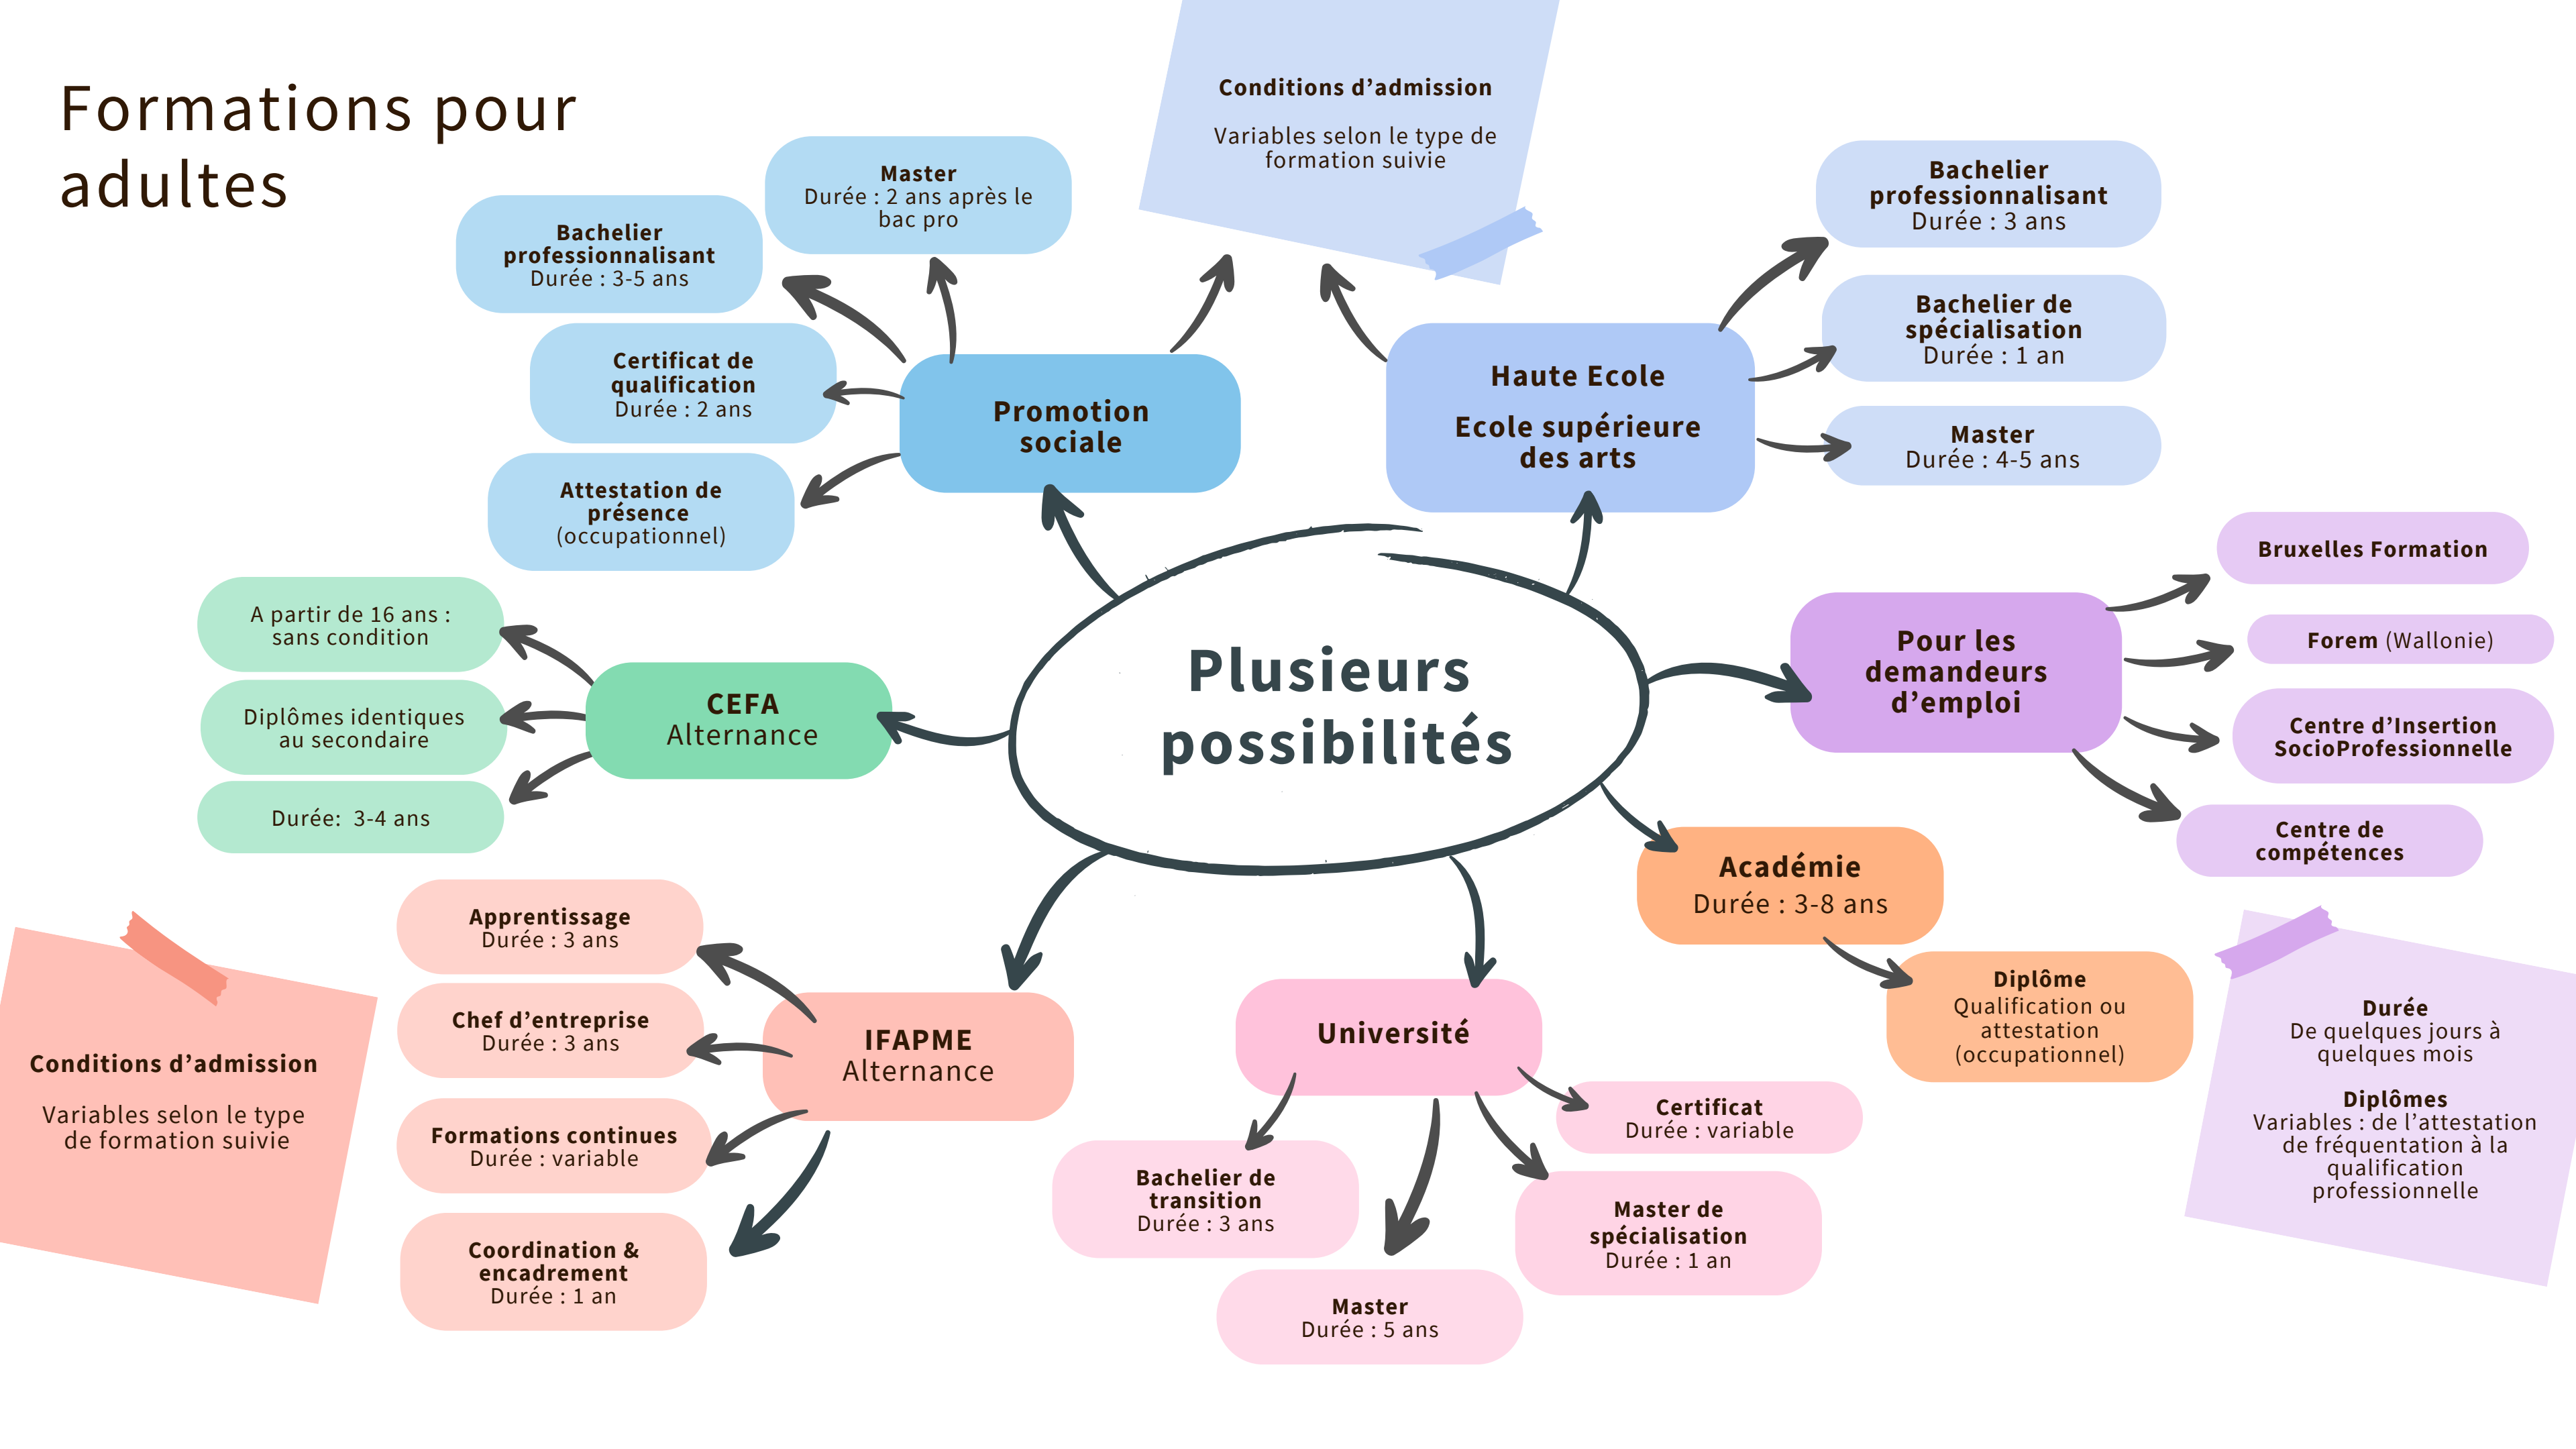 Formations pour
adultes
Conditions d’admission
Variables selon le type de
formation suivie
Master
Durée : 2 ans après le
bac pro
Bachelier
professionnalisant
Durée : 3-5 ans
Certificat de
qualification
Durée : 2 ans
Attestation de
présence
(occupationnel)
Promotion
sociale
Haute Ecole
Ecole supérieure
des arts
Bachelier
professionnalisant
Durée : 3 ans
Bachelier de
spécialisation
Durée : 1 an
Master
Durée : 4-5 ans
Plusieurs
possibilités
A partir de 16 ans :
sans condition
Diplômes identiques
au secondaire
Durée:  3-4 ans
CEFA
Alternance
Pour les
demandeurs
d’emploi
Bruxelles Formation
Forem (Wallonie)
Centre d’Insertion
SocioProfessionnelle
Centre de
compétences
Académie
Durée : 3-8 ans
Diplôme
Qualification ou
attestation
(occupationnel)
Durée
De quelques jours à
quelques mois
Diplômes
Variables : de l’attestation
de fréquentation à la
qualification
professionnelle
Conditions d’admission
Variables selon le type
de formation suivie
Apprentissage
Durée : 3 ans
Chef d’entreprise
Durée : 3 ans
Formations continues
Durée : variable
Coordination &
encadrement
Durée : 1 an
IFAPME
Alternance
Université
Certificat
Durée : variable
Bachelier de
transition
Durée : 3 ans
Master de
spécialisation
Durée : 1 an
Master
Durée : 5 ans